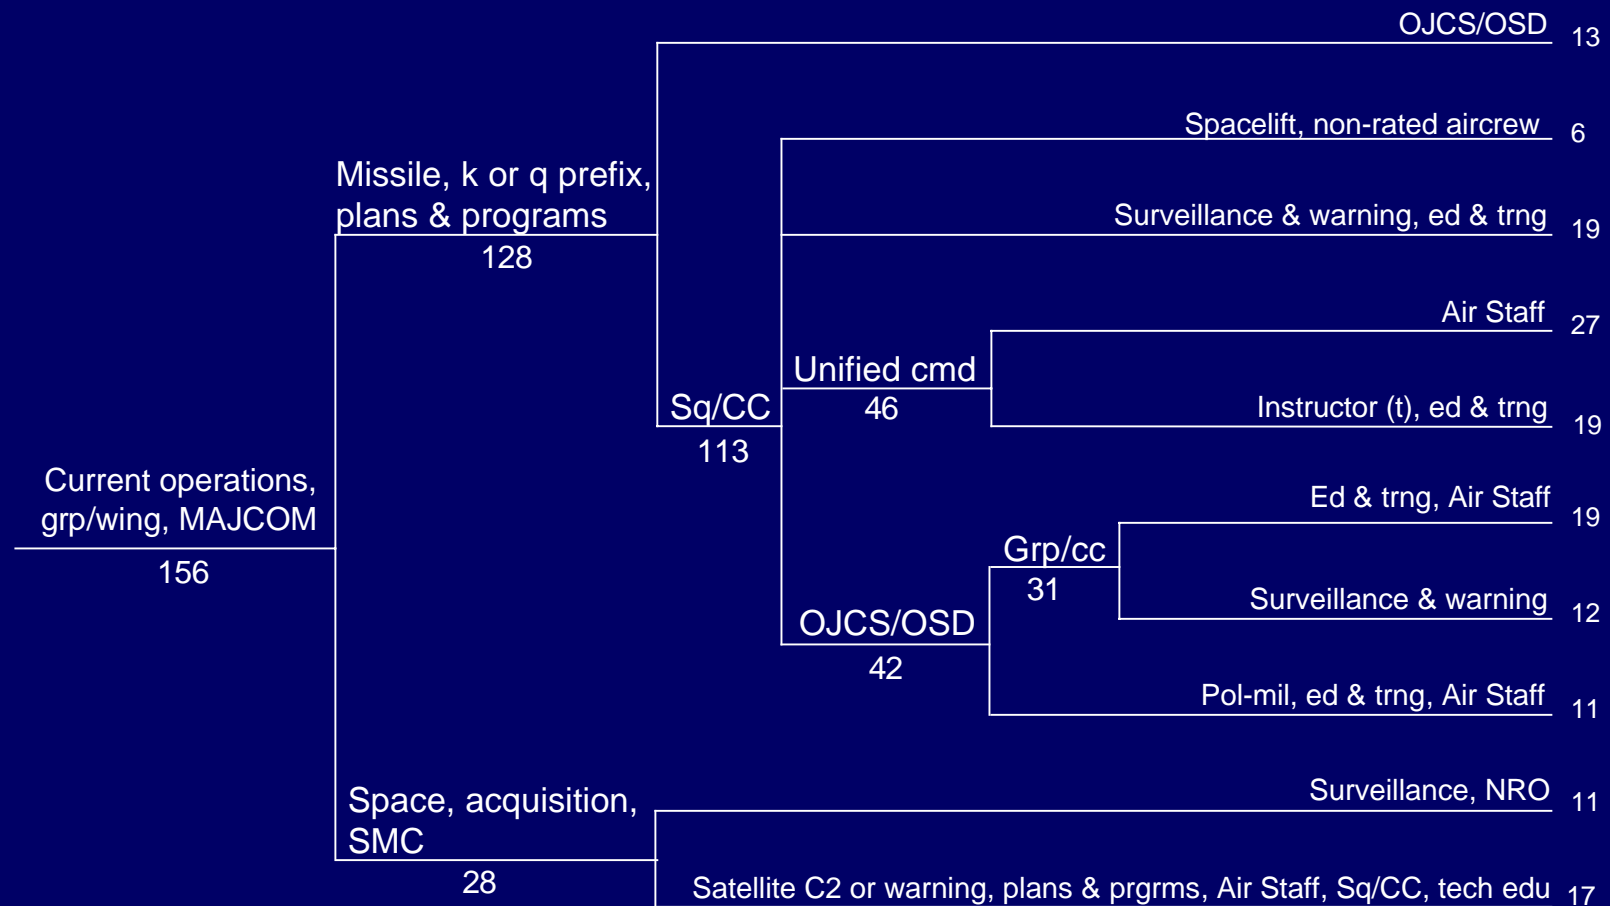 OJCS/OSD 13
Spacelift, non-rated aircrew 6
Missile, k or q prefix,
plans & programs
128
Surveillance & warning, ed & trng 19
Air Staff 27
Unified cmd
46
Sq/CC
113
Instructor (t), ed & trng 19
Current operations,
grp/wing, MAJCOM
156
Ed & trng, Air Staff 19
Grp/cc
31
Surveillance & warning 12
OJCS/OSD
42
Pol-mil, ed & trng, Air Staff 11
Space, acquisition,
SMC
28
Surveillance, NRO 11
Satellite C2 or warning, plans & prgrms, Air Staff, Sq/CC, tech edu 17